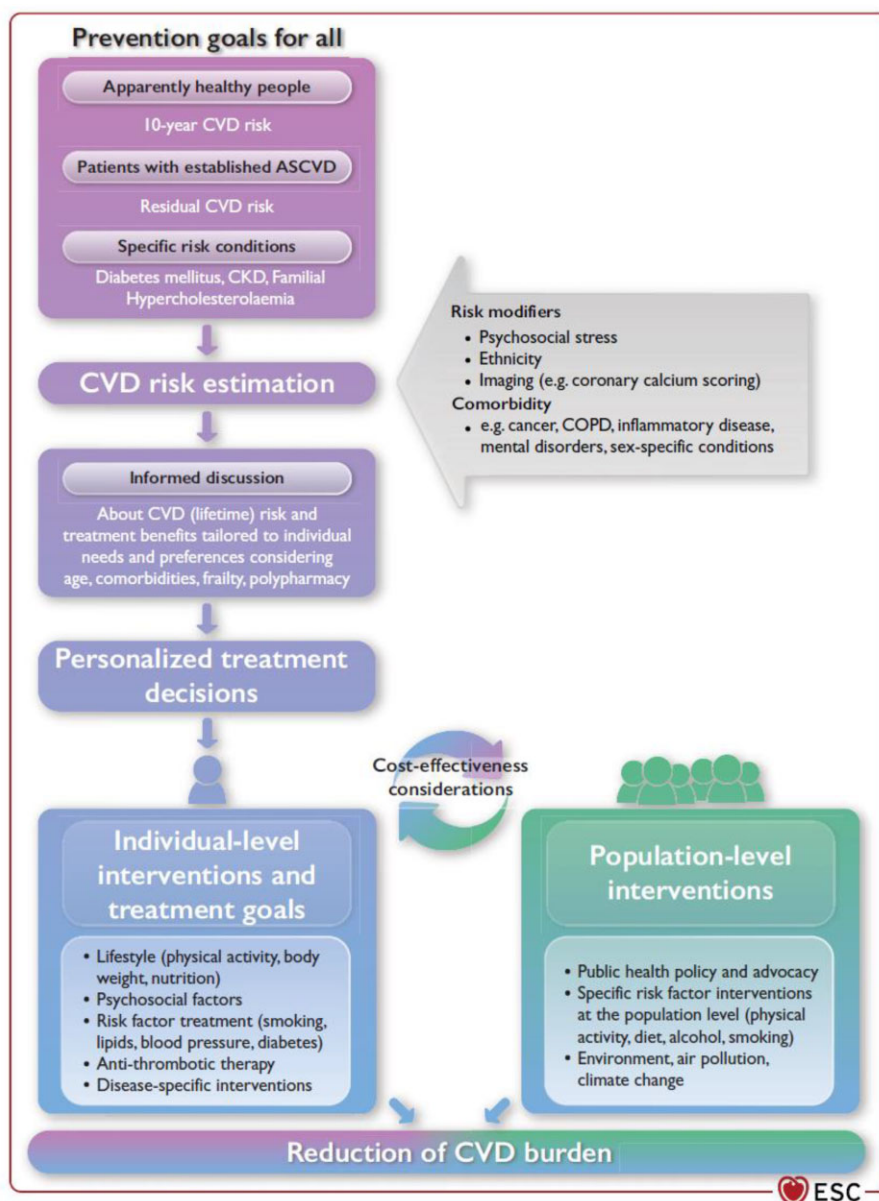 Prevention goals for all
Apparently healthy people
10-year CVD risk
Patients with established ASCVD
Residual CVD risk
Specific risk conditions
Diabetes mellitus, CKD, Familial
Hypercholesterolaemia
Risk modifiers
• Psychosocial stress
• Ethnicity
• Imaging (e.g. coronary calcium scoring)
Comorbidity
• e.g. cancer, COPD, inflammatory disease,
mental disorders, sex-specific conditions
CVD risk estimation
Informed discussion
About CVD (lifetime) risk and
treatment benefits tailored to individual
needs and preferences considering
age, comorbidities, frailty, polypharmacy
Personalized treatment
decisions
Cost-effectiveness
considerations
Individual-level
interventions and
treatment goals
• Lifestyle (physical activity, body
weight, nutrition)
• Psychosocial factors
• Risk factor treatment (smoking,
lipids, blood pressure, diabetes)
• Anti-thrombotic therapy
• Disease-specific interventions
Population-level
interventions
• Public health policy and advocacy
• Specific risk factor interventions
at the population level (physical
activity, diet, alcohol, smoking)
• Environment, air pollution,
climate change
Reduction of CVD burden
ESC